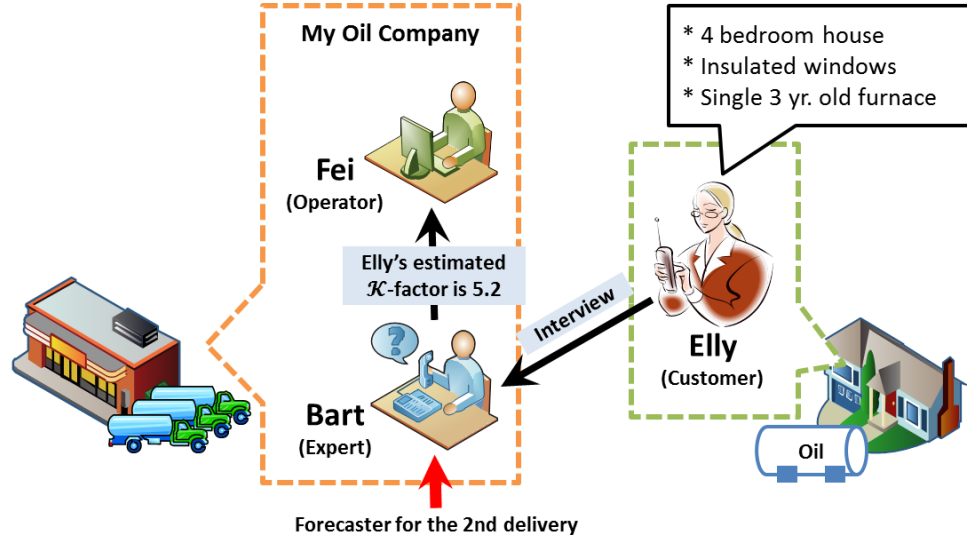 My Oil Company
* 4 bedroom house
* Insulated windows
* Single 3 yr. old furnace
Fei
(Operator)
Elly’s estimated
𝒦-factor is 5.2
Interview
Elly
(Customer)
?
Bart
(Expert)
Oil
Forecaster for the 2nd delivery